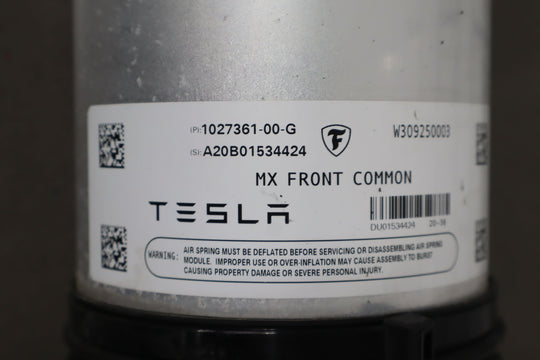 (P):1027361-00-G
F
W309250003
(S):A20B01534424
MX FRONT COMMON
TESLA
DU01534424 20-36
WARNING: AIR SPRING MUST BE DEFLATED BEFORE SERVICING OR DISASSEMBLING AIR SPRING
MODULE. IMPROPER USE OR OVER-INFLATION MAY CAUSE ASSEMBLY TO BURST
CAUSING PROPERTY DAMAGE OR SEVERE PERSONAL INJURY.